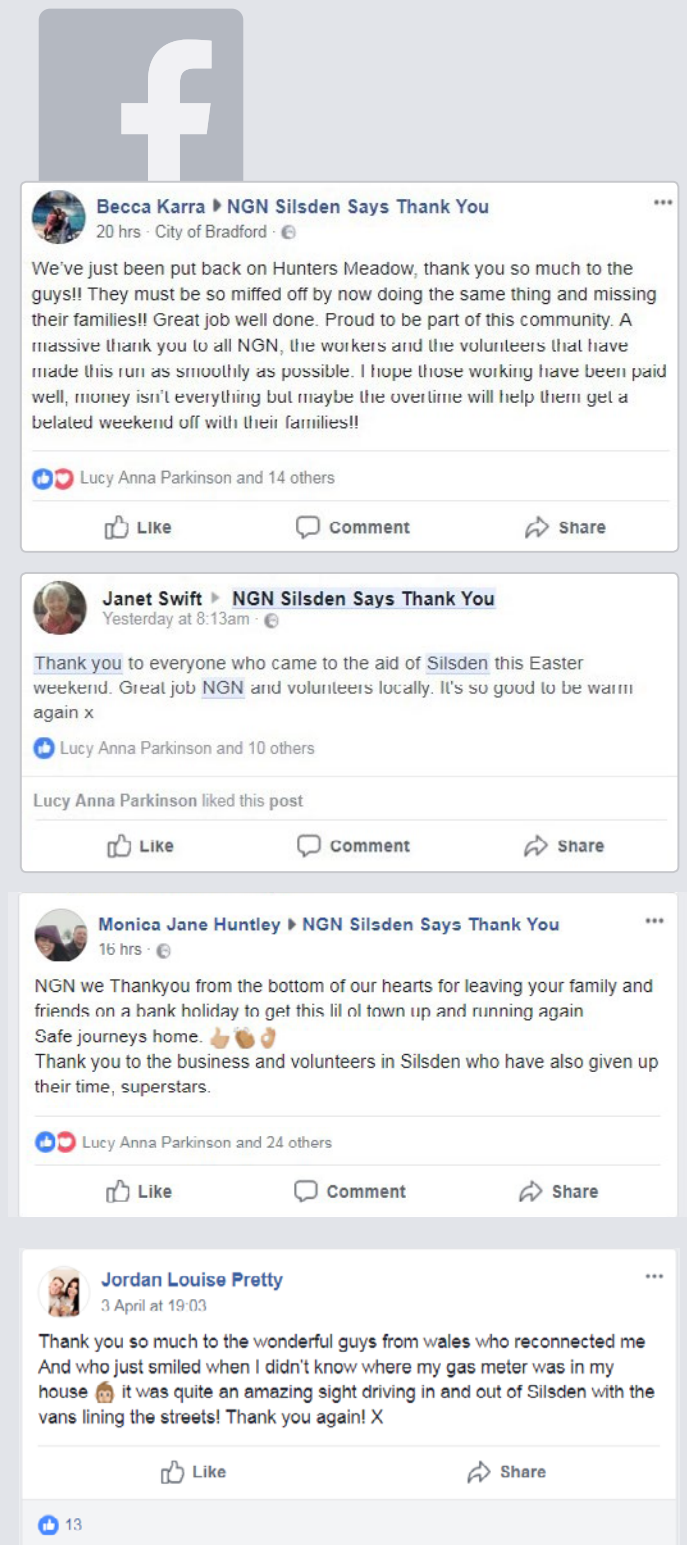 f
Becca Karra NGN Silsden Says Thank You
20 hrs · City of Bradford ·
We've just been put back on Hunters Meadow, thank you so much to the
guys!! They must be so miffed off by now doing the same thing and missing
their families!! Great job well done. Proud to be part of this community. A
massive thank you to all NGN, the workers and the volunteers that have
made this run as smoothly as possible. I hope those working have been paid
well, money isn't everything but maybe the overtime will help them get a
belated weekend off with their families!!
Lucy Anna Parkinson and 14 others
Like Comment Share
Janet Swift NGN Silsden Says Thank You
Yesterday at 8:13am ·
Thank you to everyone who came to the aid of Silsden this Easter
weekend. Great job NGN and volunteers locally. It's so good to be warm
again x
Lucy Anna Parkinson and 10 others
Lucy Anna Parkinson liked this post
Like Comment Share
Monica Jane Huntley NGN Silsden Says Thank You
16 hrs ·
NGN we Thankyou from the bottom of our hearts for leaving your family and
friends on a bank holiday to get this lil ol town up and running again
Safe journeys home. 👍👏👌
Thank you to the business and volunteers in Silsden who have also given up
their time, superstars.
Lucy Anna Parkinson and 24 others
Like Comment Share
Jordan Louise Pretty
3 April at 19:03
Thank you so much to the wonderful guys from wales who reconnected me
And who just smiled when I didn't know where my gas meter was in my
house 🙈 it was quite an amazing sight driving in and out of Silsden with the
vans lining the streets! Thank you again! X
Like Share
13